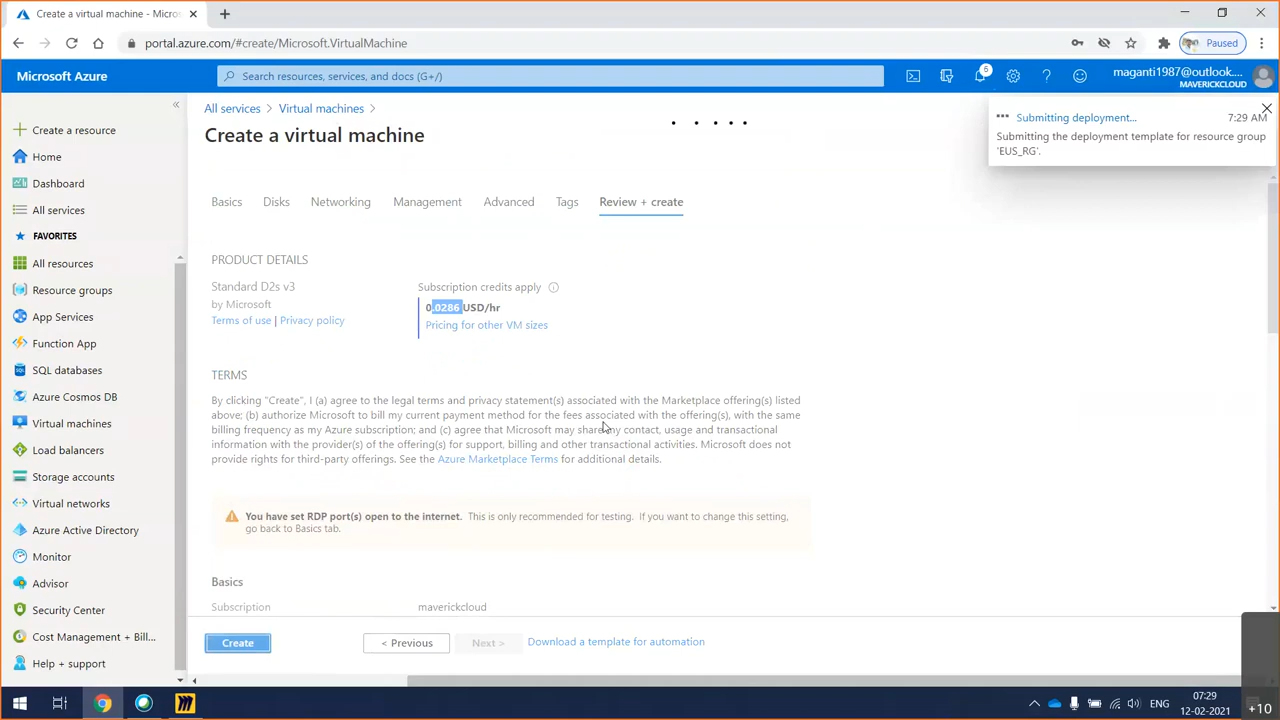 Create a virtual machine - Micros
portal.azure.com/#create/Microsoft.VirtualMachine
Paused
Microsoft Azure
Search resources, services, and docs (G+/)
6
maganti1987@outlook....
MAVERICKCLOUD
All services > Virtual machines >
Create a virtual machine
Submitting deployment...
7:29 AM
Submitting the deployment template for resource group
'EUS_RG'.
Create a resource
Home
Dashboard
All services
FAVORITES
All resources
Resource groups
App Services
Function App
SQL databases
Azure Cosmos DB
Virtual machines
Load balancers
Storage accounts
Virtual networks
Azure Active Directory
Monitor
Advisor
Security Center
Cost Management + Bill...
Help + support
Basics Disks Networking Management Advanced Tags Review + create
PRODUCT DETAILS
Standard D2s v3
by Microsoft
Terms of use | Privacy policy
Subscription credits apply
0.0286 USD/hr
Pricing for other VM sizes
TERMS
By clicking "Create", I (a) agree to the legal terms and privacy statement(s) associated with the Marketplace offering(s) listed
above; (b) authorize Microsoft to bill my current payment method for the fees associated with the offering(s), with the same
billing frequency as my Azure subscription; and (c) agree that Microsoft may share my contact, usage and transactional
information with the provider(s) of the offering(s) for support, billing and other transactional activities. Microsoft does not
provide rights for third-party offerings. See the Azure Marketplace Terms for additional details.
You have set RDP port(s) open to the internet. This is only recommended for testing. If you want to change this setting,
go back to Basics tab.
Basics
Subscription
maverickcloud
Create
< Previous
Next >
Download a template for automation
ENG
07:29
12-02-2021
+10